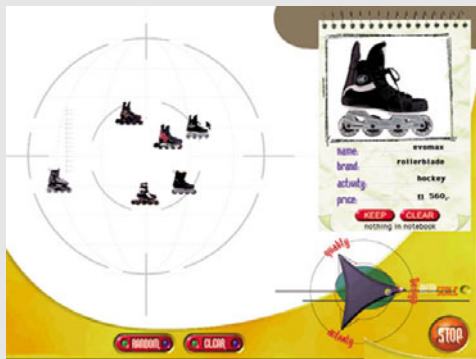 name: evomax
brand: rollerblade
activity: hockey
price: fl 560,-
KEEP CLEAR
nothing in notebook
quality
activity
RANDOM CLEAR
STOP